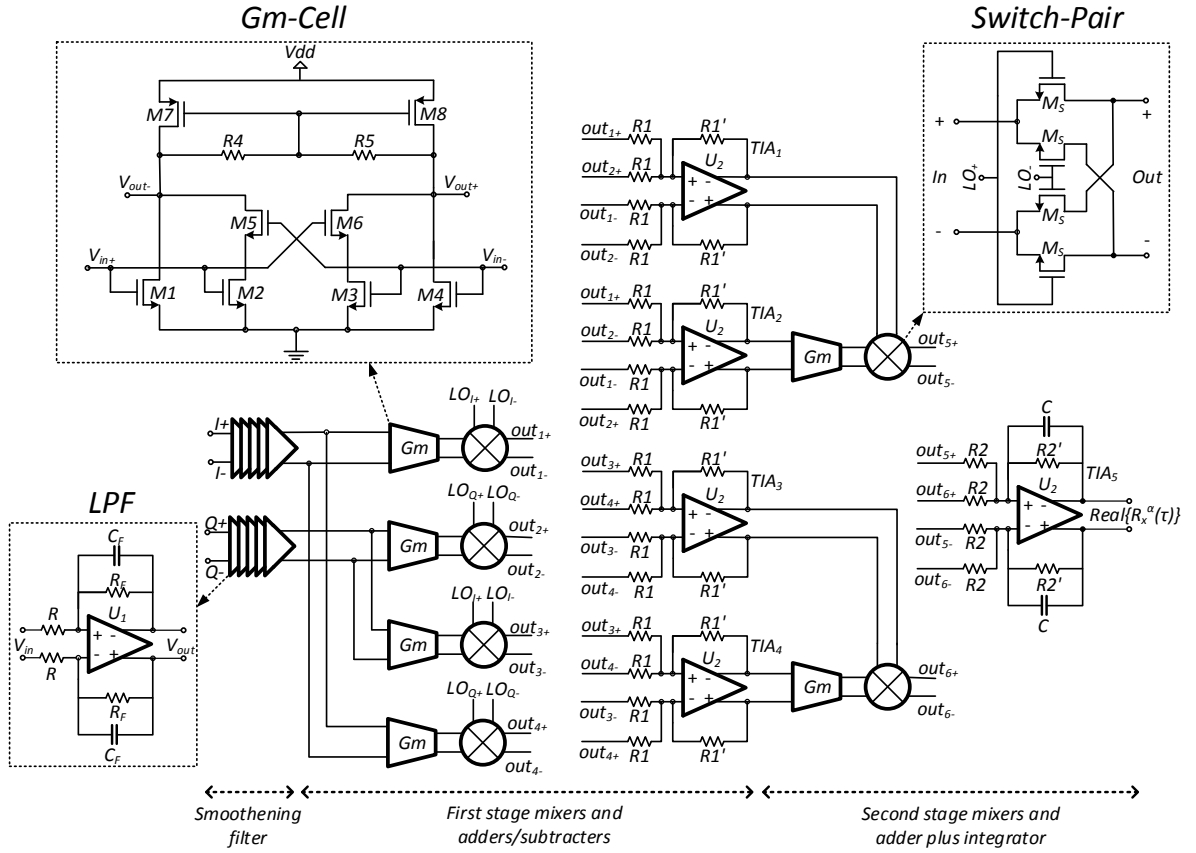 Gm-Cell
Switch-Pair
Vdd
M7
M8
R4
R5
Vout-
Vout+
M5
M6
Vin+
Vin-
M1
M2
M3
M4
MS
MS
MS
MS
+
-
In
LO+
LO-
Out
+
-
out1+
R1
R1'
TIA1
out2+
R1
U2
+ -
- +
out1-
R1
out2-
R1
R1'
out1+
R1
R1'
TIA2
out2-
R1
U2
+ -
- +
Gm
out5+
out5-
out1-
R1
out2+
R1
R1'
I+
I-
LOI+ LOI-
Gm
out1+
out1-
Q+
Q-
LOQ+ LOQ-
Gm
out2+
out2-
LOI+ LOI-
Gm
out3+
out3-
LOQ+ LOQ-
Gm
out4+
out4-
LPF
CF
RF
R
U1
+ -
- +
Vin
Vout
R
RF
CF
out3+
R1
R1'
TIA3
out4+
R1
U2
+ -
- +
out3-
R1
out4-
R1
R1'
out3+
R1
R1'
TIA4
out4-
R1
U2
+ -
- +
Gm
out6+
out6-
out3-
R1
out4+
R1
R1'
C
out5+
R2
R2'
TIA5
out6+
R2
U2
+ -
- +
Real{Rxα(τ)}
out5-
R2
out6-
R2
R2'
C
Smoothening
filter
First stage mixers and
adders/subtracters
Second stage mixers and
adder plus integrator